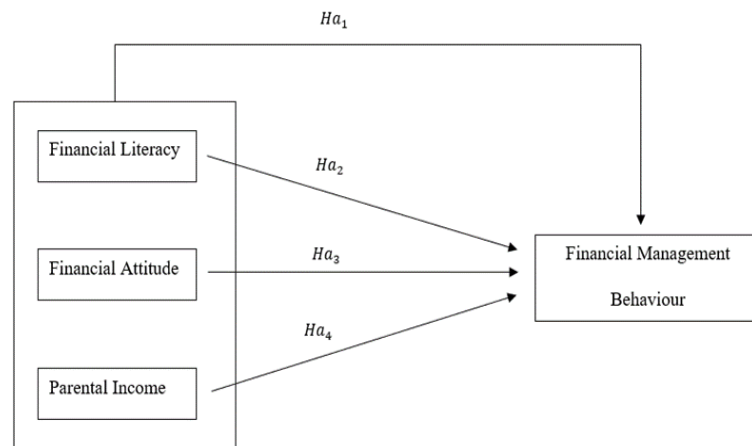 Ha₁
Financial Literacy
Ha₂
Financial Attitude
Ha₃
Financial Management
Behaviour
Ha₄
Parental Income